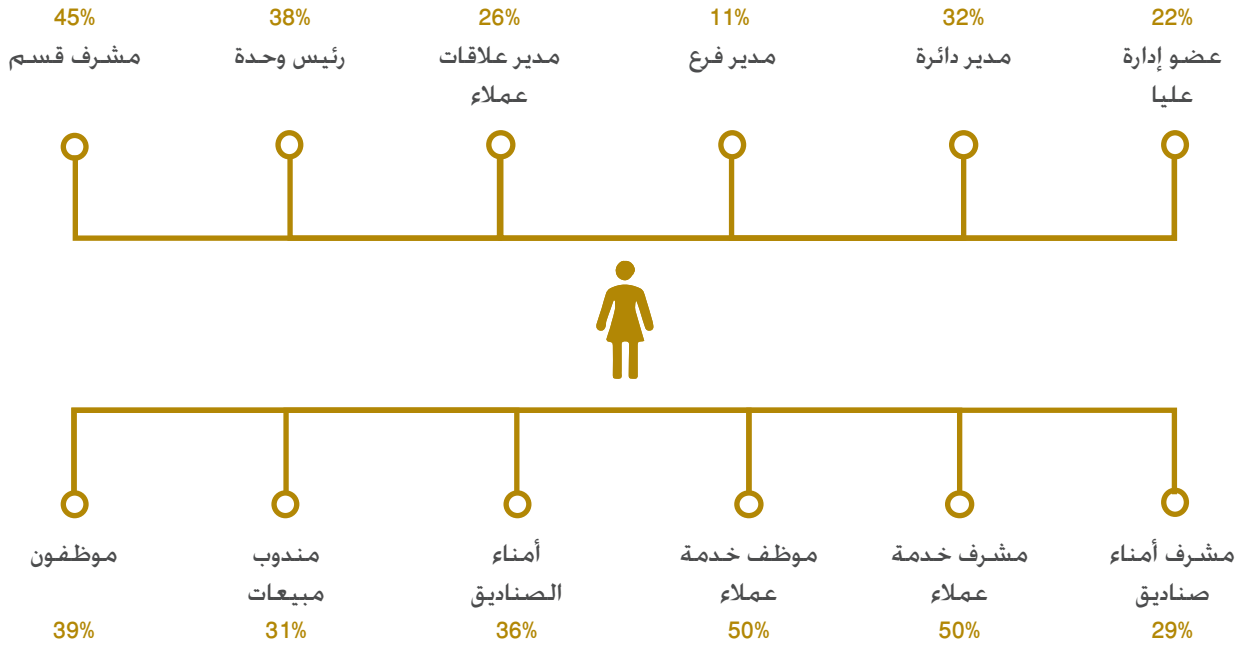 22%
عضو إدارة
عليا
32%
مدير دائرة
11%
مدير فرع
26%
مدير علاقات
عملاء
38%
رئيس وحدة
45%
مشرف قسم
مشرف أمناء
صناديق
29%
مشرف خدمة
عملاء
50%
موظف خدمة
عملاء
50%
أمناء
الصناديق
36%
مندوب
مبيعات
31%
موظفون
39%